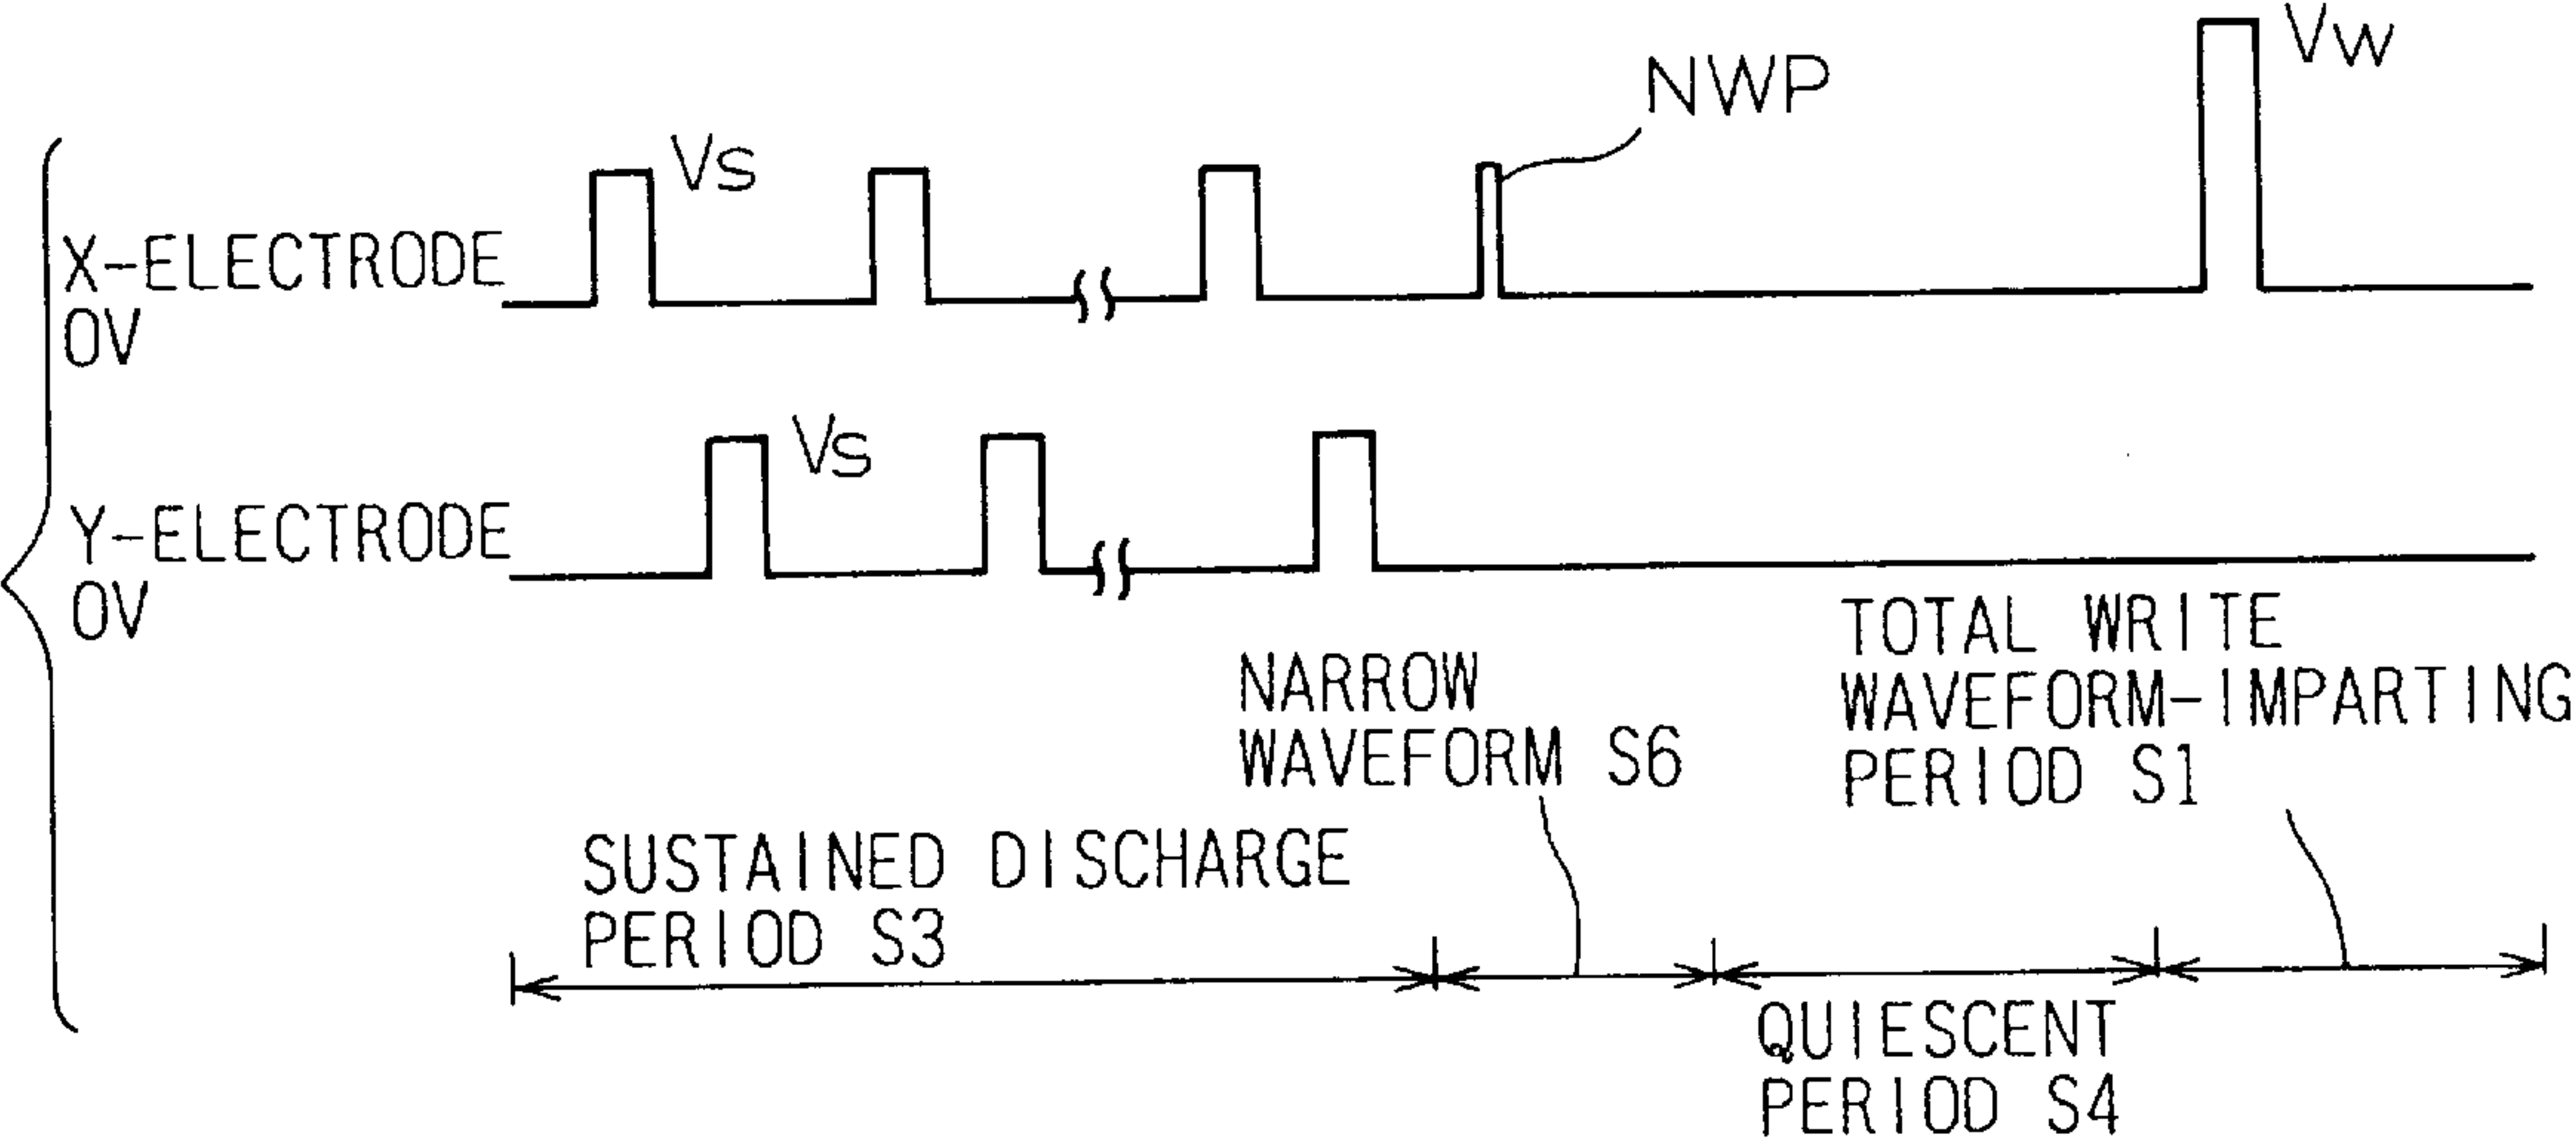 Vw
NWP
Vs
X-ELECTRODE
0V
Vs
Y-ELECTRODE
0V
TOTAL WRITE
WAVEFORM-IMPARTING
PERIOD S1
NARROW
WAVEFORM S6
SUSTAINED DISCHARGE
PERIOD S3
QUIESCENT
PERIOD S4